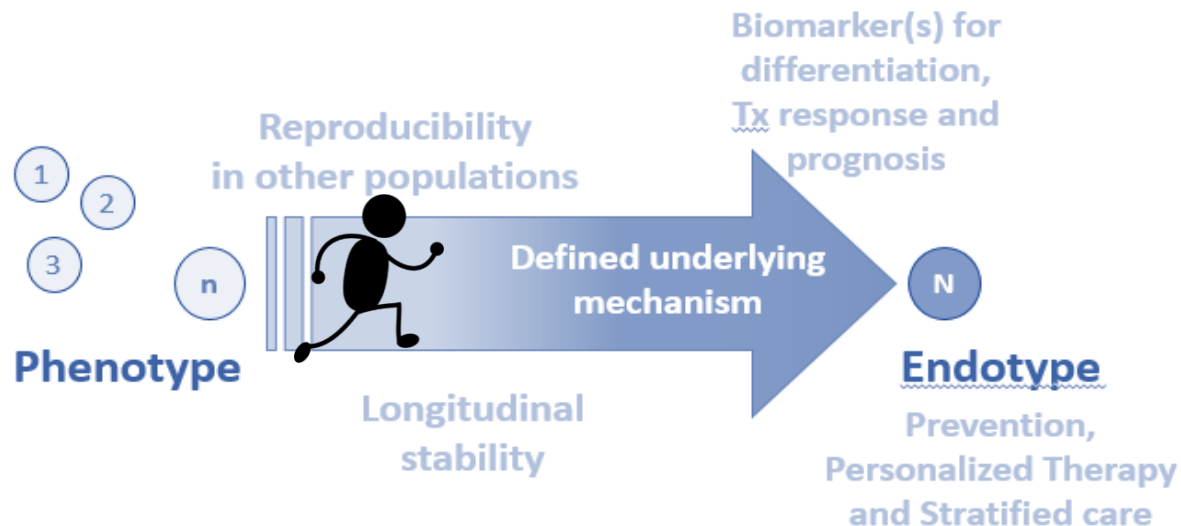 Biomarker(s) for
differentiation,
Tx response and
prognosis
Reproducibility
in other populations
1
2
3
n
Defined underlying
mechanism
N
Phenotype
Endotype
Longitudinal
stability
Prevention,
Personalized Therapy
and Stratified care